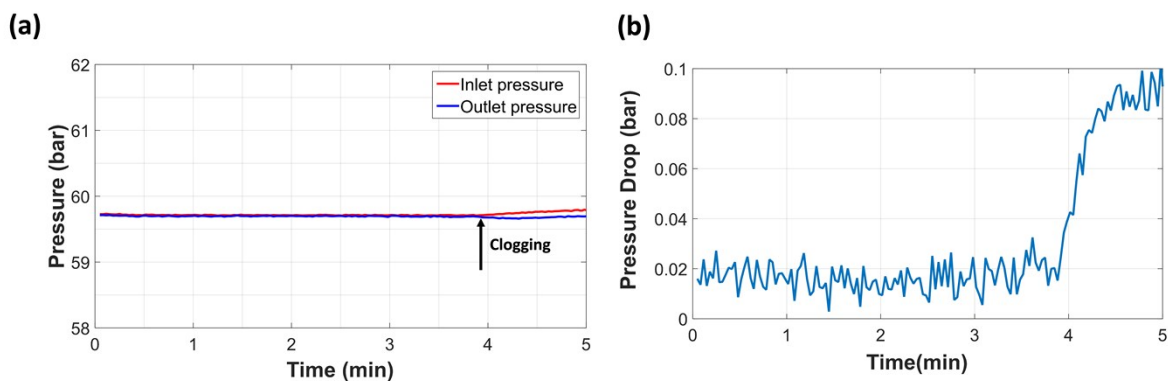 (a)
Pressure (bar)
62
61
60
59
58
Inlet pressure
Outlet pressure
Clogging
0
1
2
3
4
5
Time (min)
(b)
Pressure Drop (bar)
0.1
0.08
0.06
0.04
0.02
0
0
1
2
3
4
5
Time(min)